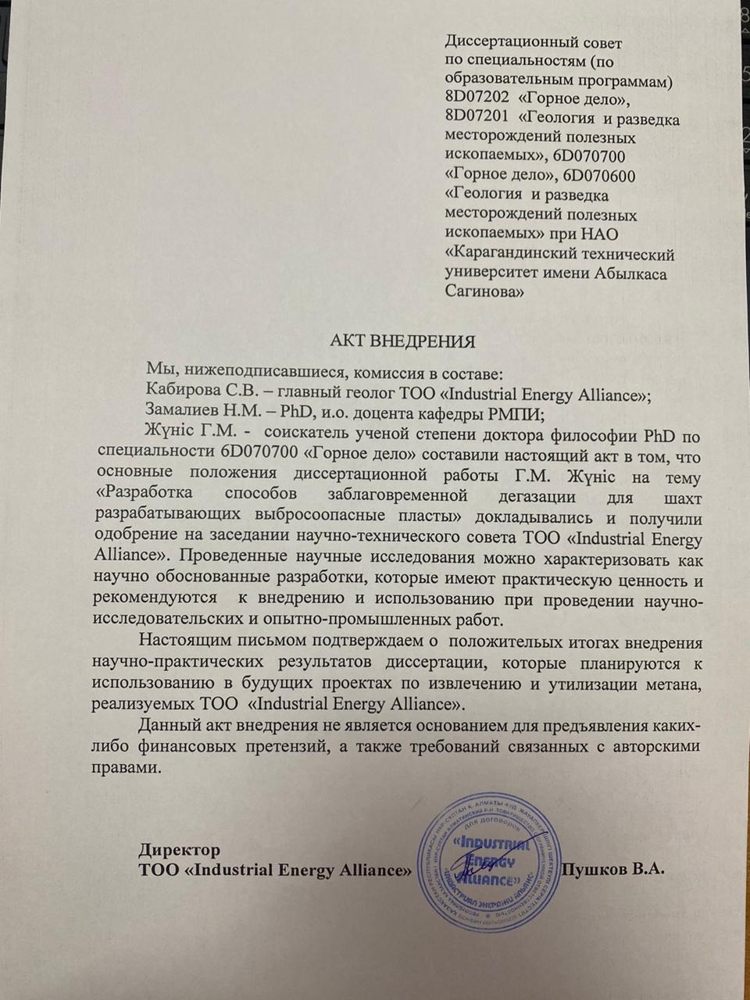 Диссертационный совет
по специальностям (по
образовательным программам)
8D07202 «Горное дело»,
8D07201 «Геология и разведка
месторождений полезных
ископаемых», 6D070700
«Горное дело», 6D070600
«Геология и разведка
месторождений полезных
ископаемых» при НАО
«Карагандинский технический
университет имени Абылкаса
Сагинова»
АКТ ВНЕДРЕНИЯ
Мы, нижеподписавшиеся, комиссия в составе:
Кабирова С.В. – главный геолог ТОО «Industrial Energy Alliance»;
Замалиев Н.М. – PhD, и.о. доцента кафедры РМПИ;
Жүніс Г.М. - соискатель ученой степени доктора философии PhD по
специальности 6D070700 «Горное дело» составили настоящий акт в том, что
основные положения диссертационной работы Г.М. Жүніс на тему
«Разработка способов заблаговременной дегазации для шахт
разрабатывающих выбросоопасные пласты» докладывались и получили
одобрение на заседании научно-технического совета ТОО «Industrial Energy
Alliance». Проведенные научные исследования можно характеризовать как
научно обоснованные разработки, которые имеют практическую ценность и
рекомендуются к внедрению и использованию при проведении научно-
исследовательских и опытно-промышленных работ.
Настоящим письмом подтверждаем о положительых итогах внедрения
научно-практических результатов диссертации, которые планируются к
использованию в будущих проектах по извлечению и утилизации метана,
реализуемых ТОО «Industrial Energy Alliance».
Данный акт внедрения не является основанием для предъявления каких-
либо финансовых претензий, а также требований связанных с авторскими
правами.
Директор
ТОО «Industrial Energy Alliance» Пушков В.А.
для договоров
«INDUSTRIAL
ENERGY
ALLIANCE»